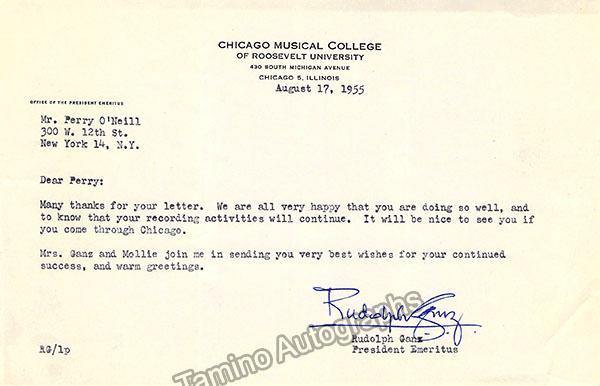 CHICAGO MUSICAL COLLEGE
OF ROOSEVELT UNIVERSITY
430 SOUTH MICHIGAN AVENUE
CHICAGO 5, ILLINOIS
August 17, 1955
OFFICE OF THE PRESIDENT EMERITUS
Mr. Perry O'Neill
300 W. 12th St.
New York 14, N.Y.
Dear Perry:
Many thanks for your letter. We are all very happy that you are doing so well, and
to know that your recording activities will continue. It will be nice to see you if
you come through Chicago.
Mrs. Ganz and Mollie join me in sending you very best wishes for your continued
success, and warm greetings.
Rudolph Ganz
Rudolph Ganz
President Emeritus
RG/lp
Tamino Autographs